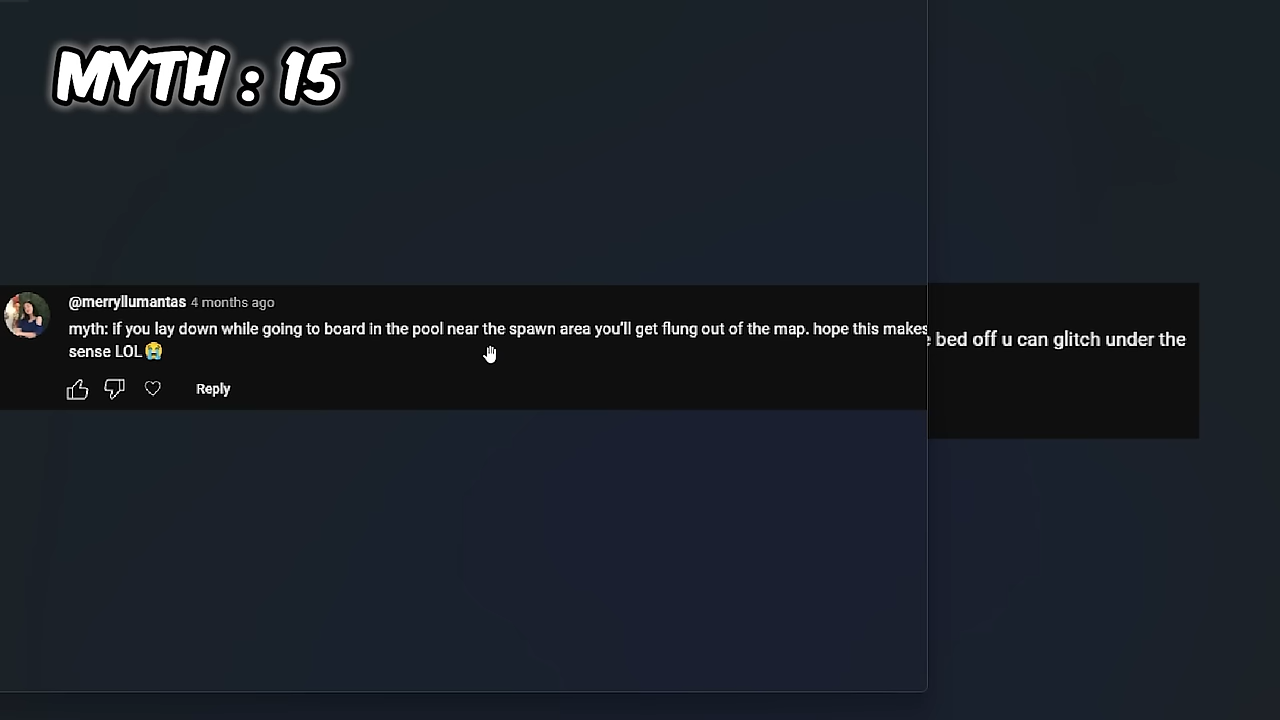 MYTH : 15
@merryllumantas 4 months ago
myth: if you lay down while going to board in the pool near the spawn area you'll get flung out of the map. hope this makes
sense LOL😭
bed off u can glitch under the
Reply